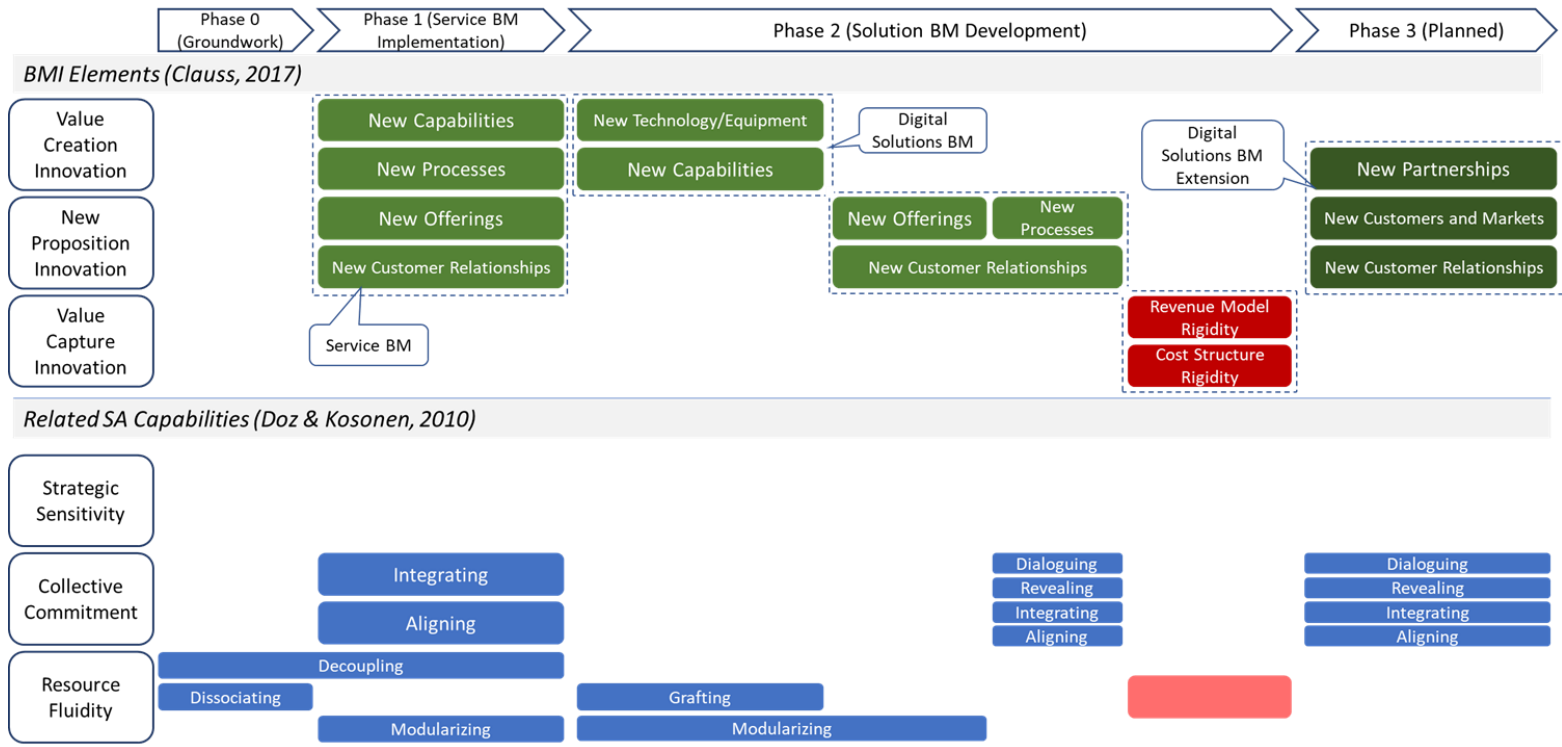 Phase 0
(Groundwork)
Phase 1 (Service BM
Implementation)
Phase 2 (Solution BM Development)
Phase 3 (Planned)
BMI Elements (Clauss, 2017)
Value
Creation
Innovation
New Capabilities
New Technology/Equipment
Digital
Solutions BM
Digital
Solutions BM
Extension
New Processes
New Capabilities
New Partnerships
New
Proposition
Innovation
New Offerings
New Offerings
New
Processes
New Customers and Markets
New Customer Relationships
New Customer Relationships
New Customer Relationships
Value
Capture
Innovation
Service BM
Revenue Model
Rigidity
Cost Structure
Rigidity
Related SA Capabilities (Doz & Kosonen, 2010)
Strategic
Sensitivity
Collective
Commitment
Integrating
Aligning
Dialoguing
Revealing
Integrating
Aligning
Dialoguing
Revealing
Integrating
Aligning
Resource
Fluidity
Decoupling
Dissociating
Grafting
Modularizing
Modularizing